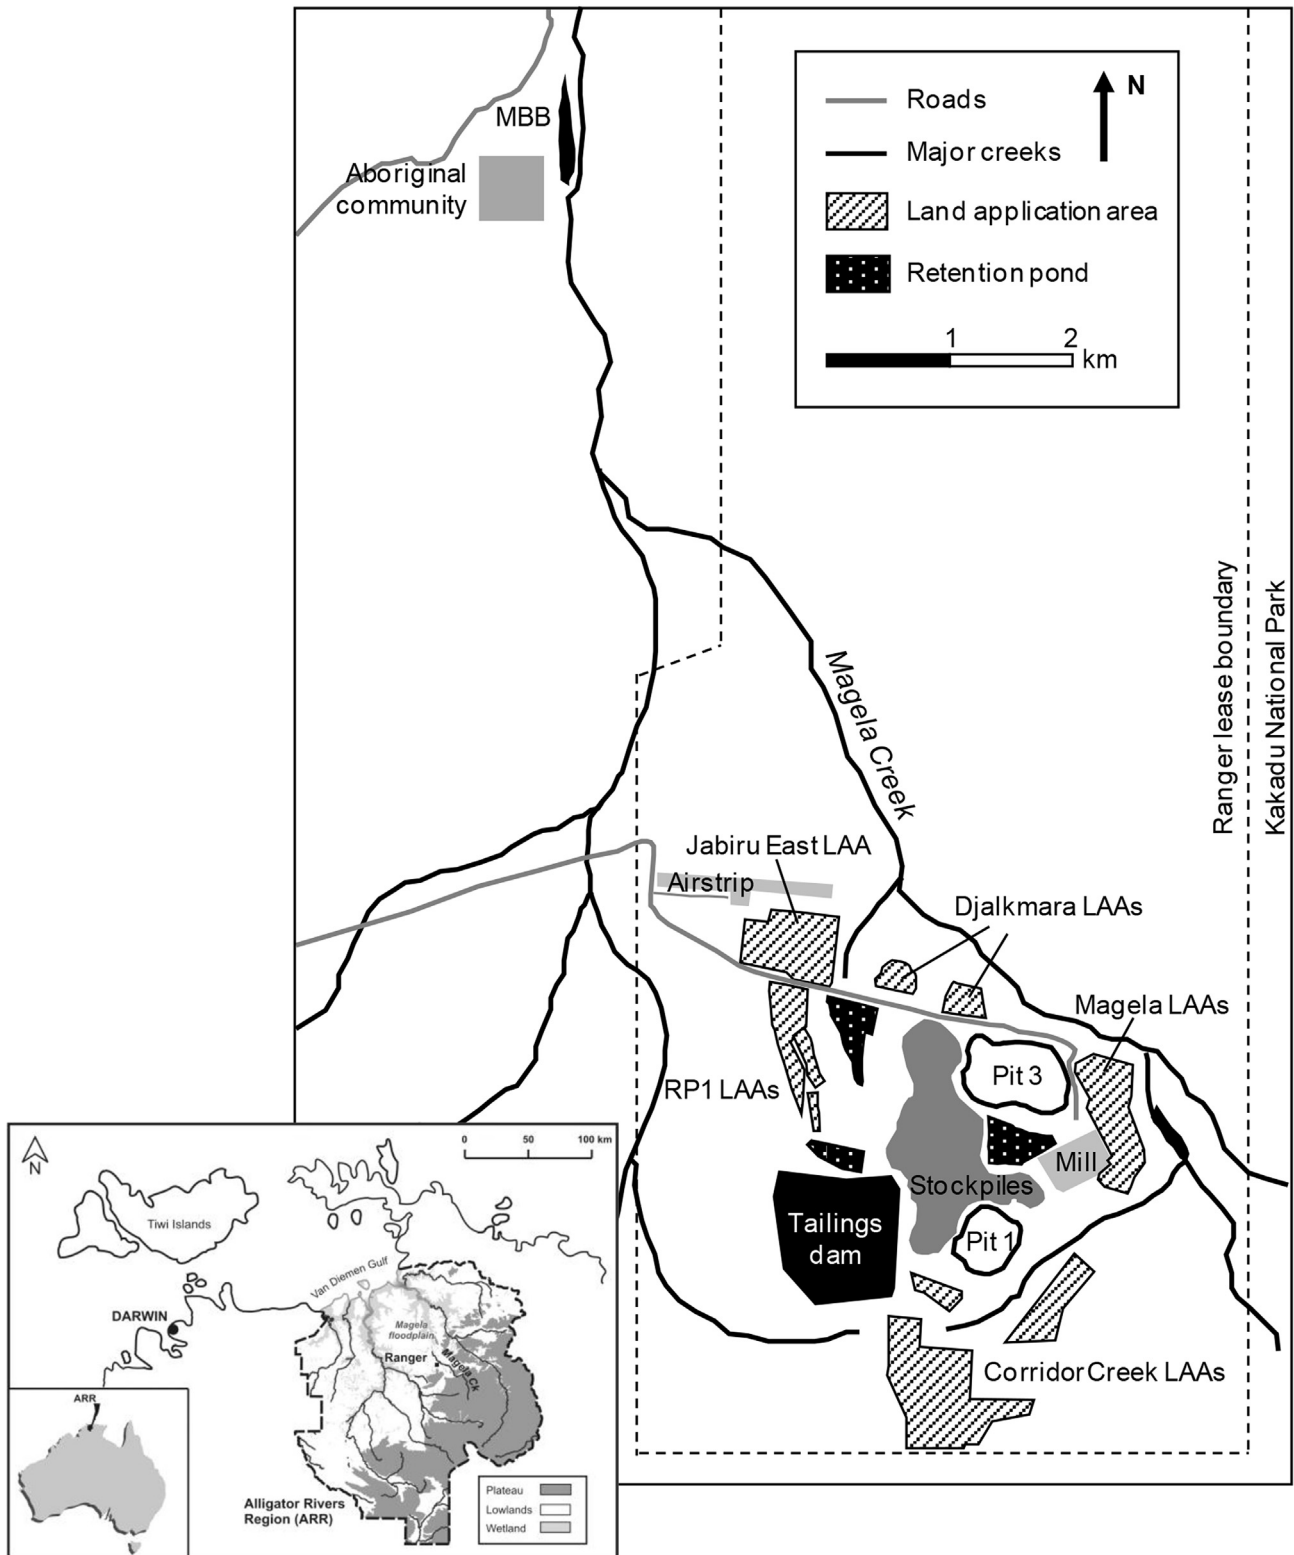 MBB
Aboriginal
community
N
Roads
Major creeks
Land application area
Retention pond
1 2
km
Ranger lease boundary
Kakadu National Park
Magela Creek
Jabiru East LAA
Airstrip
Djalkmara LAAs
Magela LAAs
Pit 3
RP1 LAAs
Mill
Stockpiles
Tailings
dam
Pit 1
Corridor Creek LAAs
N
0 50 100 km
Tiwi Islands
Van Diemen Gulf
DARWIN
Magela
floodplain
Ranger
Magela Ck
ARR
Alligator Rivers
Region (ARR)
Plateau
Lowlands
Wetland